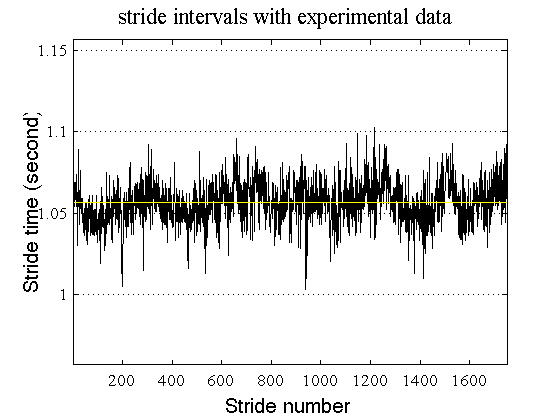 stride intervals with experimental data
1.15
1.1
1.05
1
Stride time (second)
200 400 600 800 1000 1200 1400 1600
Stride number